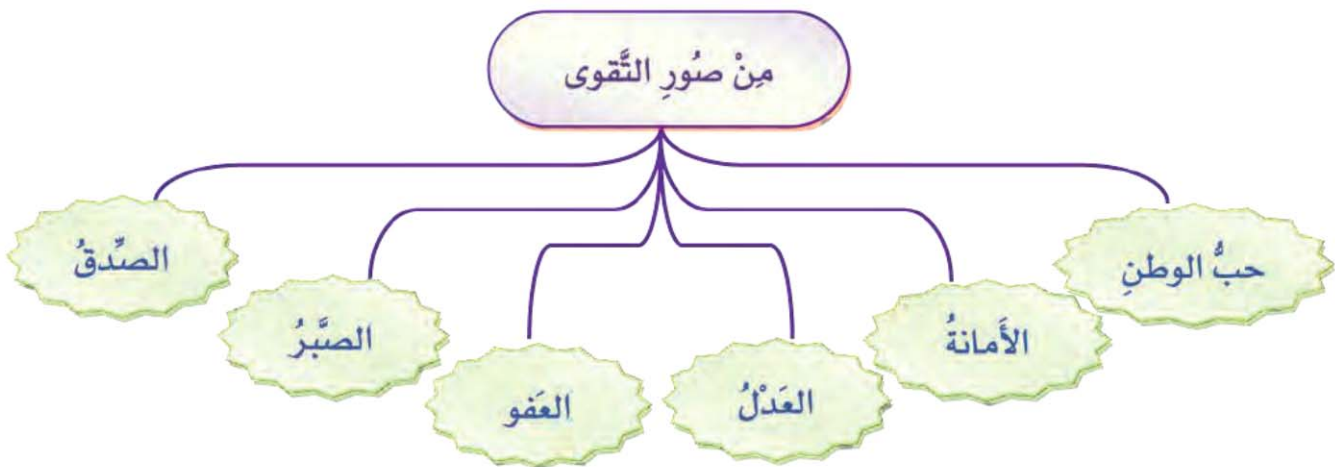 مِنْ صُورِ التَّقوى
حبُّ الوطنِ
الأَمانةُ
العَدْلُ
العَفو
الصَّبرُ
الصِّدقُ